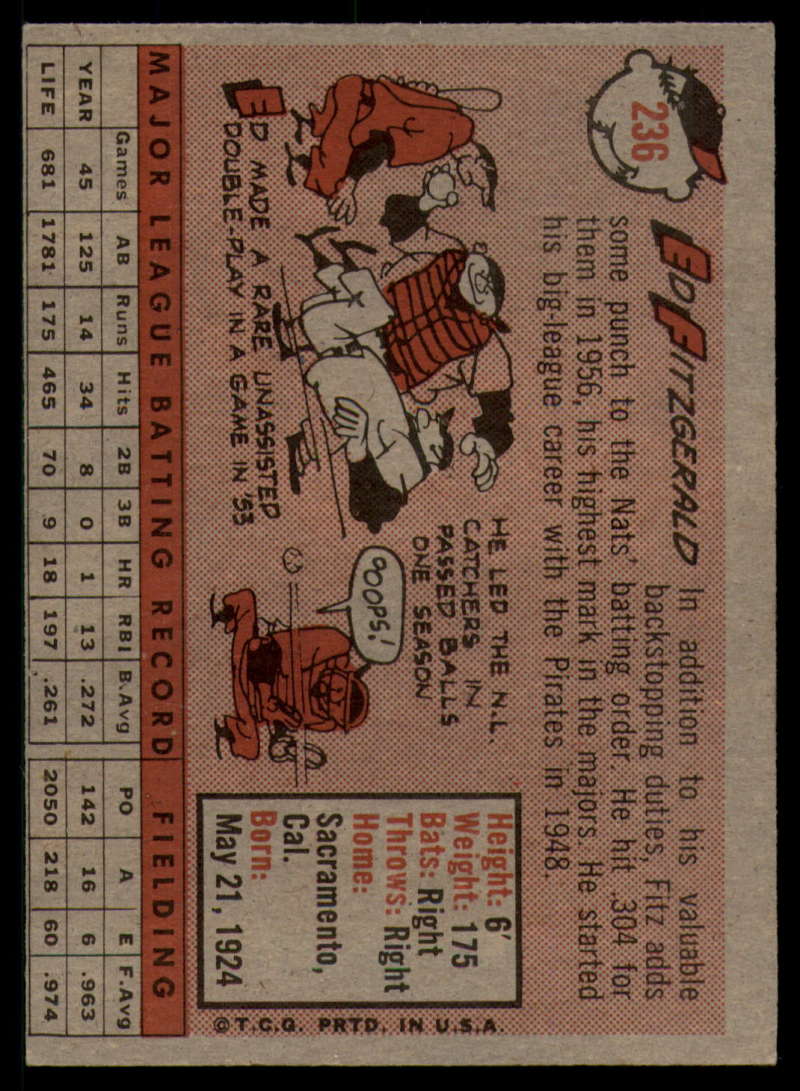 236
ED FITZGERALD
In addition to his valuable
backstopping duties, Fitz adds
some punch to the Nats' batting order. He hit .304 for
them in 1956, his highest mark in the majors. He started
his big-league career with the Pirates in 1948.
ED MADE A RARE UNASSISTED
DOUBLE-PLAY IN A GAME IN '53
HE LED THE N.L
CATCHERS IN
PASSED BALLS
ONE SEASON
OOOPS!
Height: 6'
Weight: 175
Bats: Right
Throws: Right
Home:
Sacramento,
Cal.
Born:
May 21, 1924
©T.C.G. PRTD. IN U.S.A.
MAJOR LEAGUE BATTING RECORD FIELDING
Games AB Runs Hits 2B 3B HR RBI B.Avg PO A E F.Avg
YEAR 45 125 14 34 8 0 1 13 .272 142 16 6 .963
LIFE 681 1781 175 465 70 9 18 197 .261 2050 218 60 .974